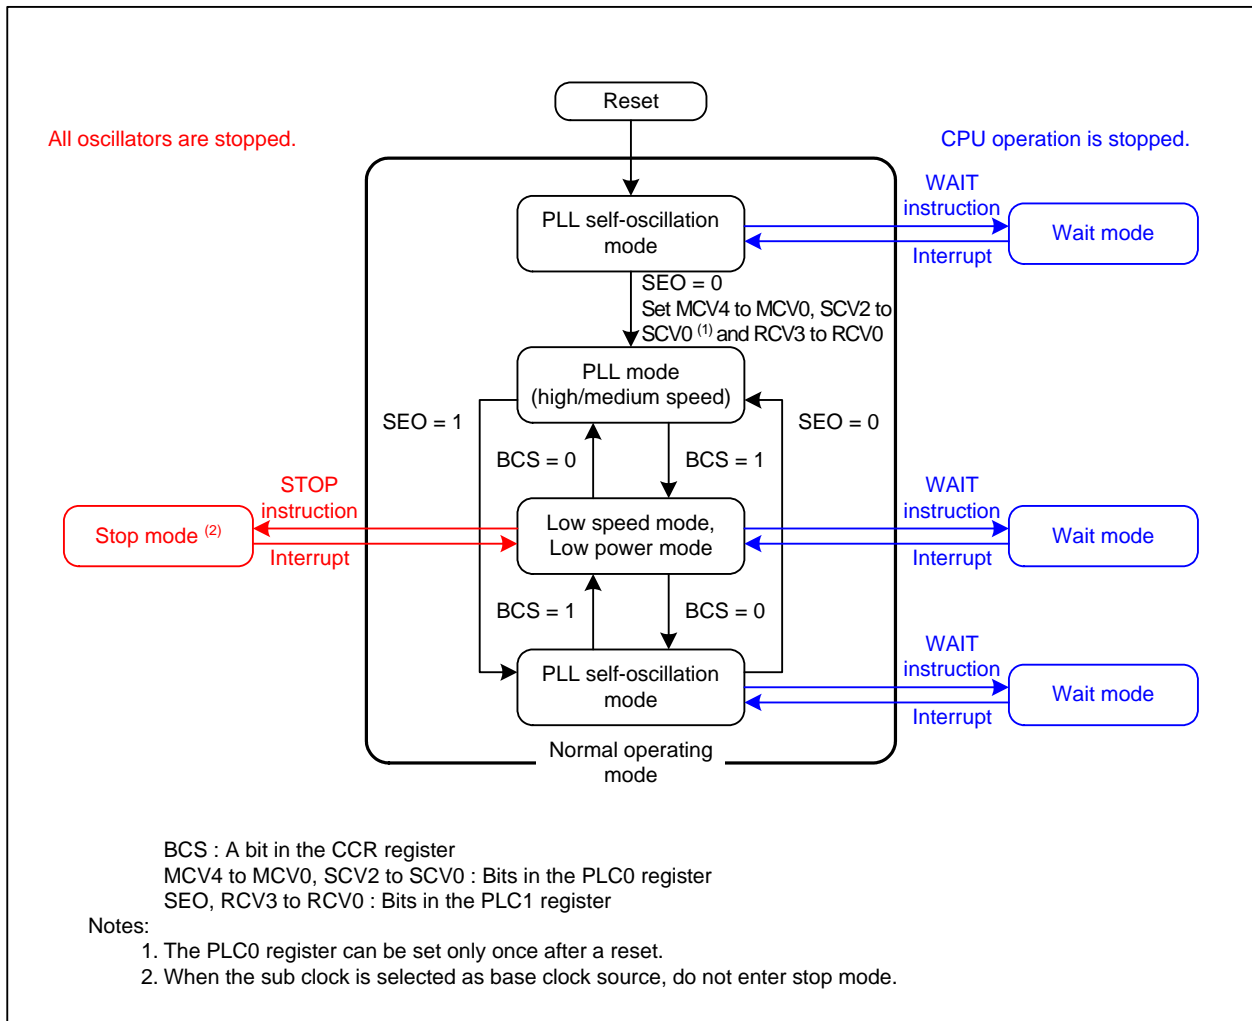 Reset
All oscillators are stopped.
CPU operation is stopped.
PLL self-oscillation
mode
WAIT
instruction
Interrupt
Wait mode
SEO = 0
Set MCV4 to MCV0, SCV2 to
SCV0 (1) and RCV3 to RCV0
PLL mode
(high/medium speed)
SEO = 1
SEO = 0
BCS = 0
BCS = 1
STOP
instruction
Interrupt
Stop mode (2)
Low speed mode,
Low power mode
WAIT
instruction
Interrupt
Wait mode
BCS = 1
BCS = 0
PLL self-oscillation
mode
WAIT
instruction
Interrupt
Wait mode
Normal operating
mode
BCS : A bit in the CCR register
MCV4 to MCV0, SCV2 to SCV0 : Bits in the PLC0 register
SEO, RCV3 to RCV0 : Bits in the PLC1 register
Notes:
1. The PLC0 register can be set only once after a reset.
2. When the sub clock is selected as base clock source, do not enter stop mode.